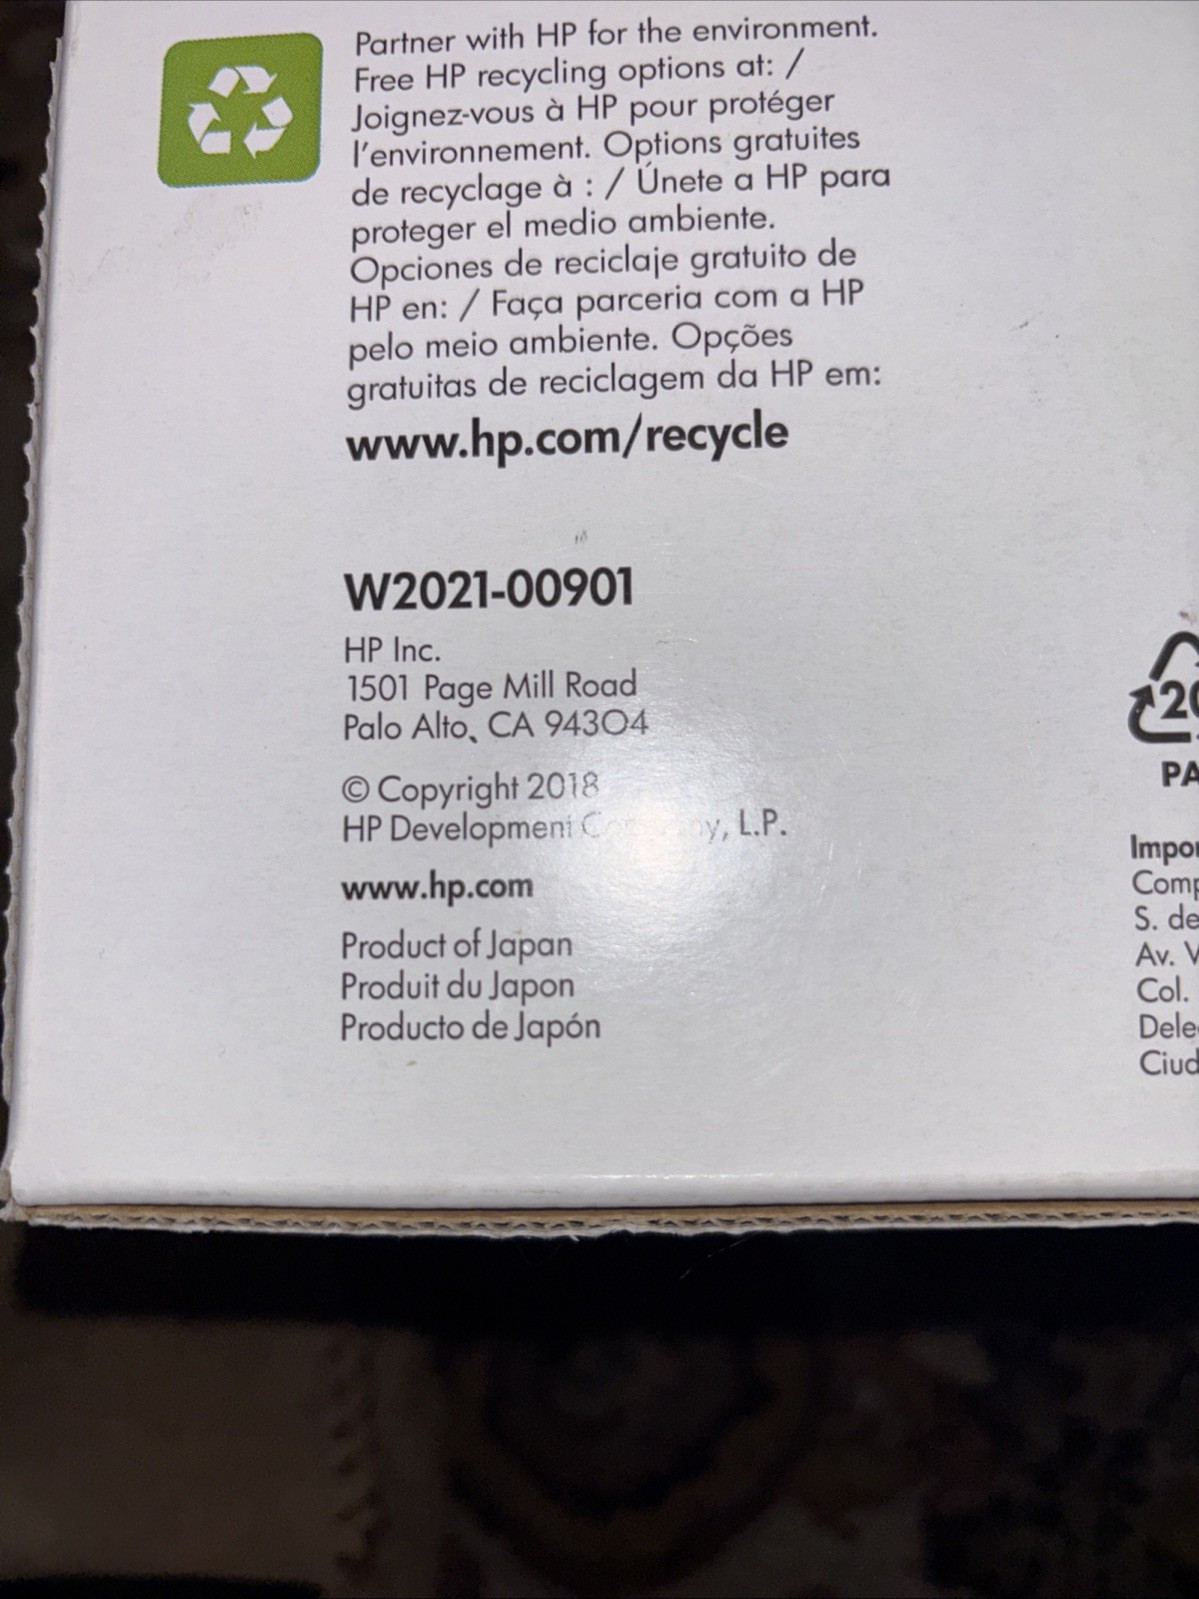 Partner with HP for the environment.
Free HP recycling options at: /
Joignez-vous à HP pour protéger
l'environnement. Options gratuites
de recyclage à : / Únete a HP para
proteger el medio ambiente.
Opciones de reciclaje gratuito de
HP en: / Faça parceria com a HP
pelo meio ambiente. Opções
gratuitas de reciclagem da HP em:
www.hp.com/recycle
W2021-00901
HP Inc.
1501 Page Mill Road
Palo Alto, CA 94304
© Copyright 2018
HP Development L.P.
www.hp.com
Product of Japan
Produit du Japon
Producto de Japón
PA
S. de
Av. V
Col.